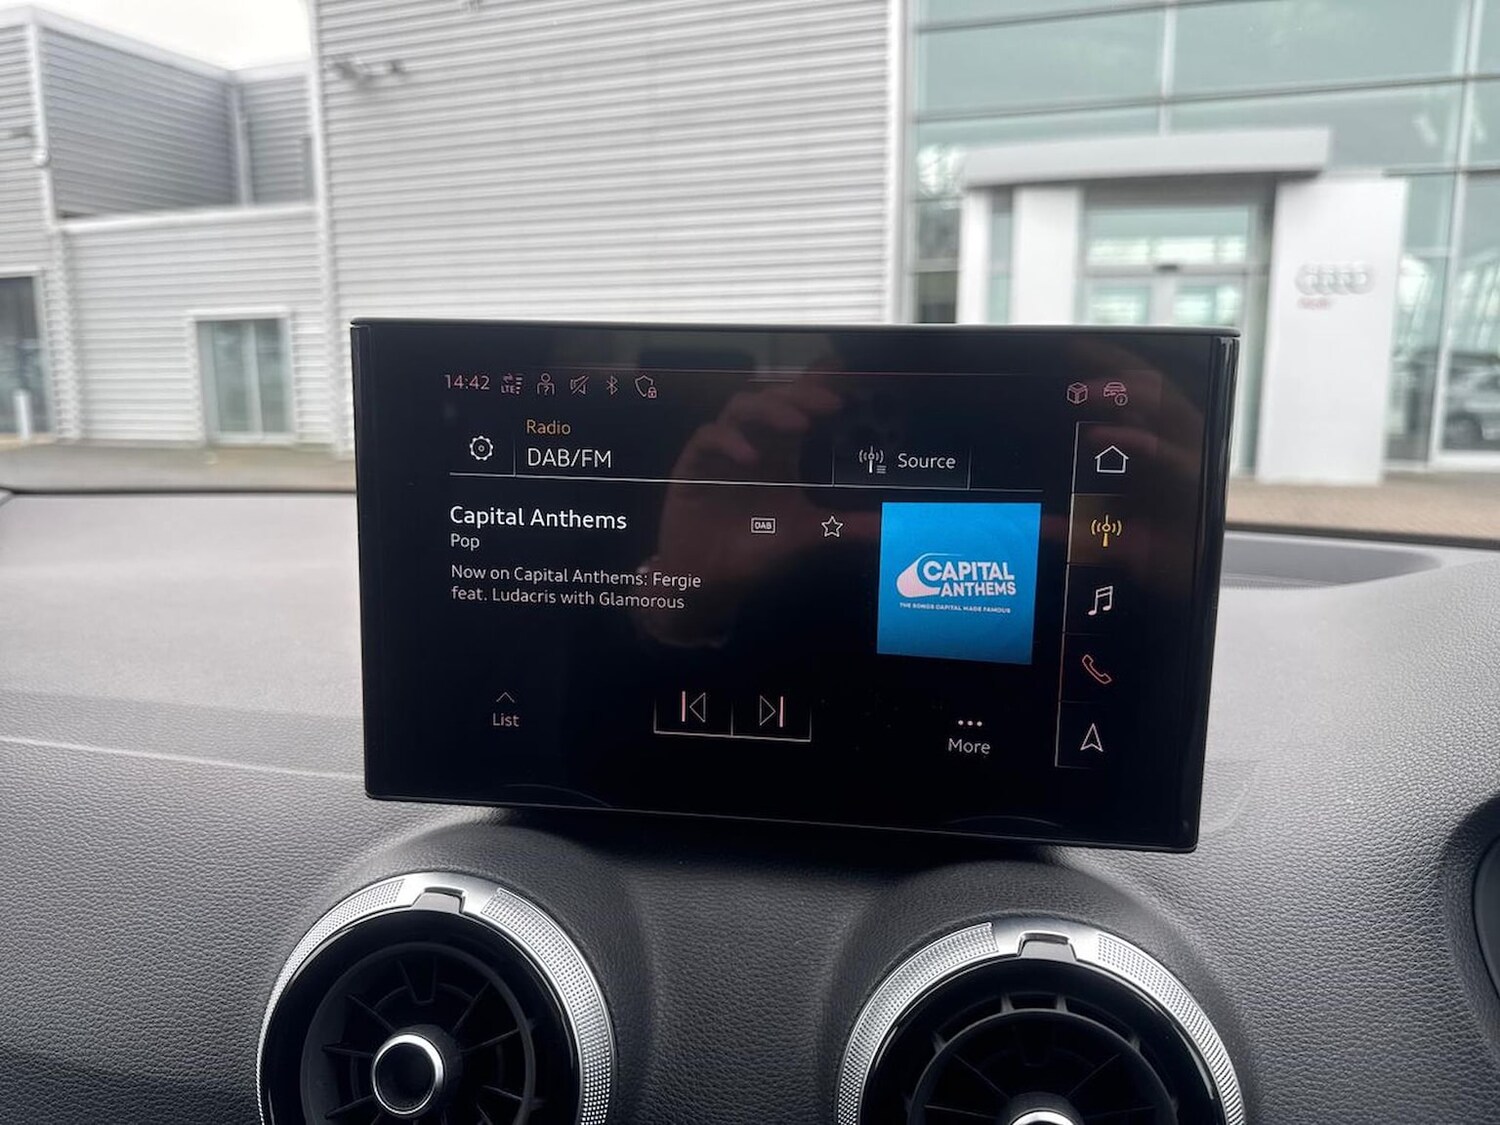 14:42
LTE
Radio
DAB/FM
Source
Capital Anthems
DAB
Pop
Now on Capital Anthems: Fergie
feat. Ludacris with Glamorous
CAPITAL
ANTHEMS
THE SONGS CAPITAL MADE FAMOUS
List
More